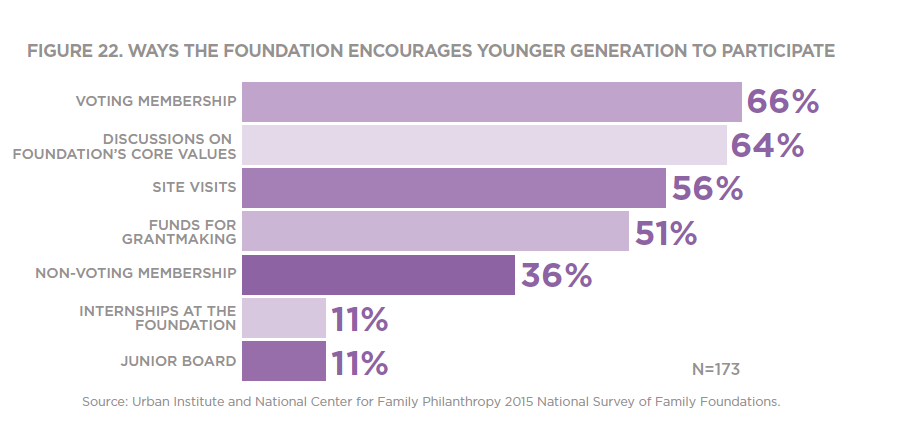 FIGURE 22. WAYS THE FOUNDATION ENCOURAGES YOUNGER GENERATION TO PARTICIPATE
VOTING MEMBERSHIP 66%
DISCUSSIONS ON
FOUNDATION'S CORE VALUES 64%
SITE VISITS 56%
FUNDS FOR
GRANTMAKING 51%
NON-VOTING MEMBERSHIP 36%
INTERNSHIPS AT THE
FOUNDATION 11%
JUNIOR BOARD 11%
N=173
Source: Urban Institute and National Center for Family Philanthropy 2015 National Survey of Family Foundations.